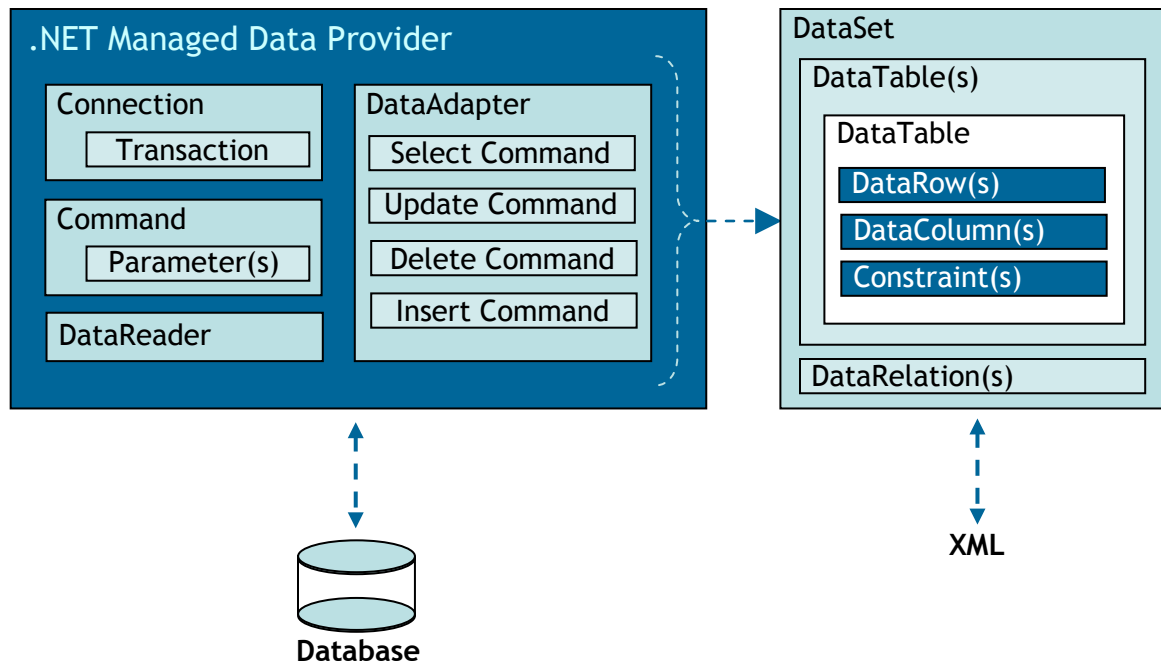 .NET Managed Data Provider
Connection
Transaction
Command
Parameter(s)
DataReader
DataAdapter
Select Command
Update Command
Delete Command
Insert Command
DataSet
DataTable(s)
DataTable
DataRow(s)
DataColumn(s)
Constraint(s)
DataRelation(s)
Database
XML